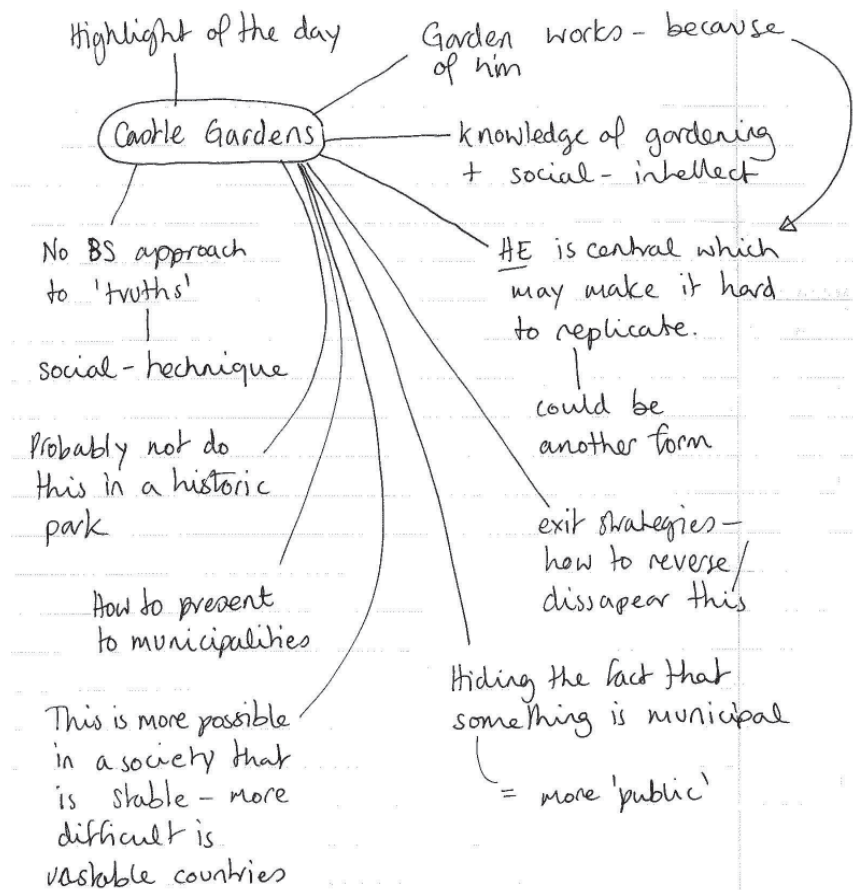 Highlight of the day
Garden works - because
of him
Castle Gardens
knowledge of gardening
+ social - intellect
No BS approach
to 'truths'
social - technique
HE is central which
may make it hard
to replicate.
could be
another form
Probably not do
this in a historic
park
exit strategies -
how to reverse/
dissapear this
How to present
to municipalities
Hiding the fact that
something is municipal
= more 'public'
This is more possible
in a society that
is stable - more
difficult is
vastable countries